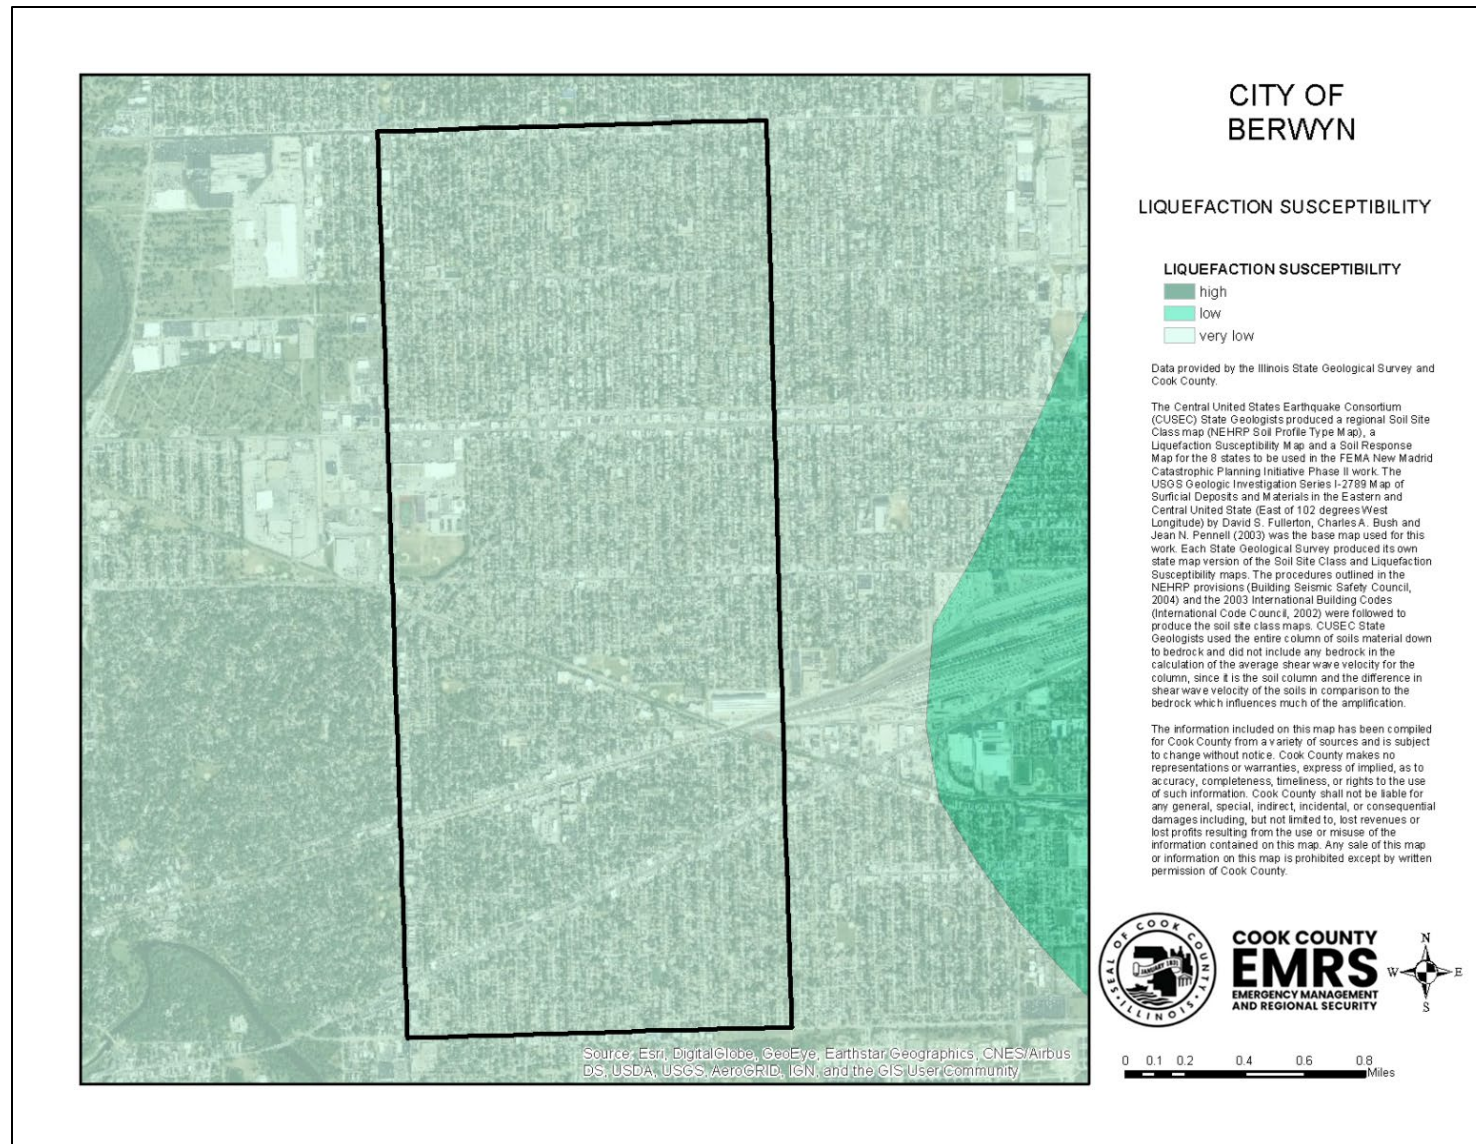 CITY OF
BERWYN
LIQUEFACTION SUSCEPTIBILITY
LIQUEFACTION SUSCEPTIBILITY
high
low
very low
Data provided by the Illinois State Geological Survey and
Cook County.
The Central United States Earthquake Consortium
(CUSEC) State Geologists produced a regional Soil Site
Class map (NEHRP Soil Profile Type Map), a
Liquefaction Susceptibility Map and a Soil Response
Map for the 8 states to be used in the FEMA New Madrid
Catastrophic Planning Initiative Phase II work. The
USGS Geologic Investigation Series I-2789 Map of
Surficial Deposits and Materials in the Eastern and
Central United State (East of 102 degrees West
Longitude) by David S. Fullerton, Charles A. Bush and
Jean N. Pennell (2003) was the base map used for this
work. Each State Geological Survey produced its own
state map version of the Soil Site Class and Liquefaction
Susceptibility maps. The procedures outlined in the
NEHRP provisions (Building Seismic Safety Council,
2004) and the 2003 International Building Codes
(International Code Council, 2002) were followed to
produce the soil site class maps. CUSEC State
Geologists used the entire column of soils material down
to bedrock and did not include any bedrock in the
calculation of the average shear wave velocity for the
column, since it is the soil column and the difference in
shear wave velocity of the soils in comparison to the
bedrock which influences much of the amplification.
The information included on this map has been compiled
for Cook County from a variety of sources and is subject
to change without notice. Cook County makes no
representations or warranties, express of implied, as to
accuracy, completeness, timeliness, or rights to the use
of such information. Cook County shall not be liable for
any general, special, indirect, incidental, or consequential
damages including, but not limited to, lost revenues or
lost profits resulting from the use or misuse of the
information contained on this map. Any sale of this map
or information on this map is prohibited except by written
permission of Cook County.
SEAL OF COOK COUNTY
JANUARY 1831
ILLINOIS
COOK COUNTY
EMRS
EMERGENCY MANAGEMENT
AND REGIONAL SECURITY
N
W E
S
0 0.1 0.2 0.4 0.6 0.8
Miles
Source: Esri, DigitalGlobe, GeoEye, Earthstar Geographics, CNES/Airbus
DS, USDA, USGS, AeroGRID, IGN, and the GIS User Community